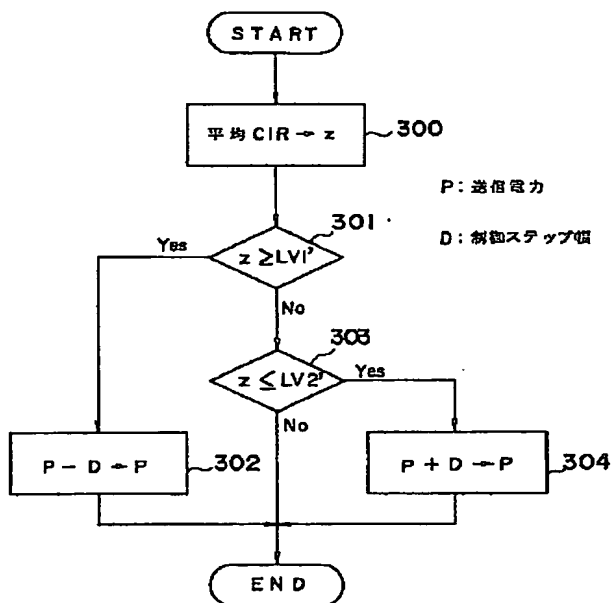 START
平均CIR→z
300
P:送信電力
D:制御ステップ幅
301
Yes
z≥LV1'
No
303
z≤LV2'
Yes
No
P-D→P
302
P+D→P
304
END